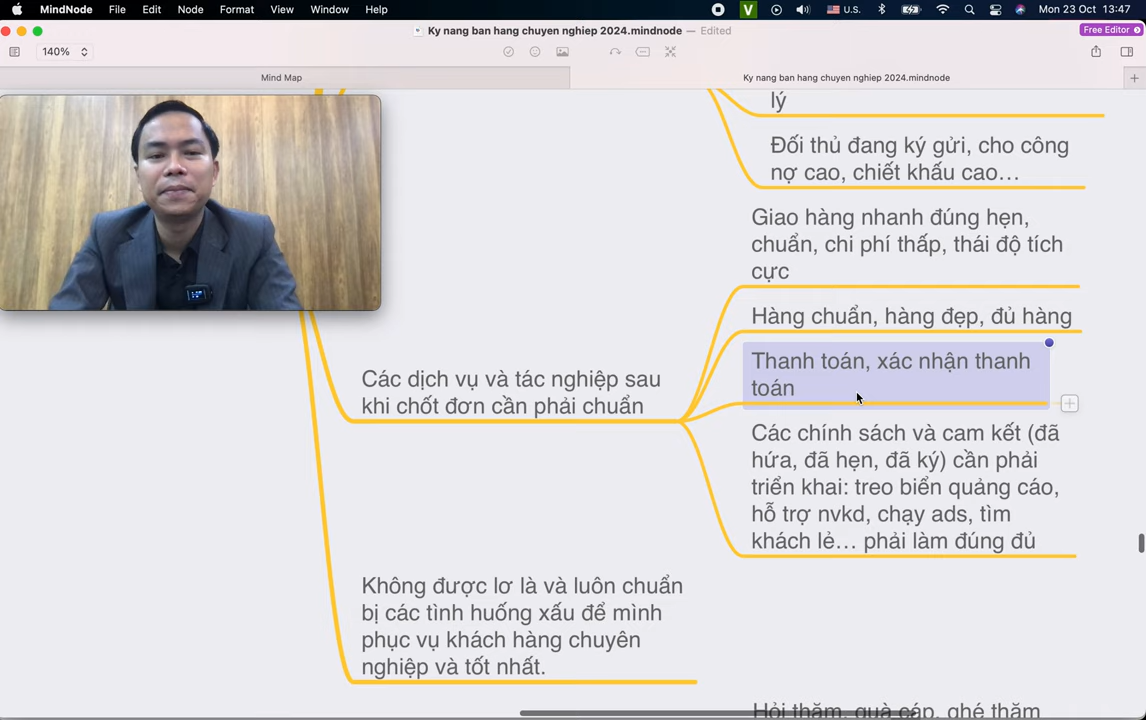 MindNode File Edit Node Format View Window Help V U.S. Mon 23 Oct 13:47
Ky nang ban hang chuyen nghiep 2024.mindnode — Edited
Free Editor
140%
Mind Map
Ky nang ban hang chuyen nghiep 2024.mindnode
lý
Đối thủ đang ký gửi, cho công
nợ cao, chiết khấu cao...
Giao hàng nhanh đúng hẹn,
chuẩn, chi phí thấp, thái độ tích
cực
Hàng chuẩn, hàng đẹp, đủ hàng
Thanh toán, xác nhận thanh
toán
Các dịch vụ và tác nghiệp sau
khi chốt đơn cần phải chuẩn
Các chính sách và cam kết (đã
hứa, đã hẹn, đã ký) cần phải
triển khai: treo biển quảng cáo,
hỗ trợ nvkd, chạy ads, tìm
khách lẻ... phải làm đúng đủ
Không được lơ là và luôn chuẩn
bị các tình huống xấu để mình
phục vụ khách hàng chuyên
nghiệp và tốt nhất.
Hỏi thăm, quà cáp, ghé thăm